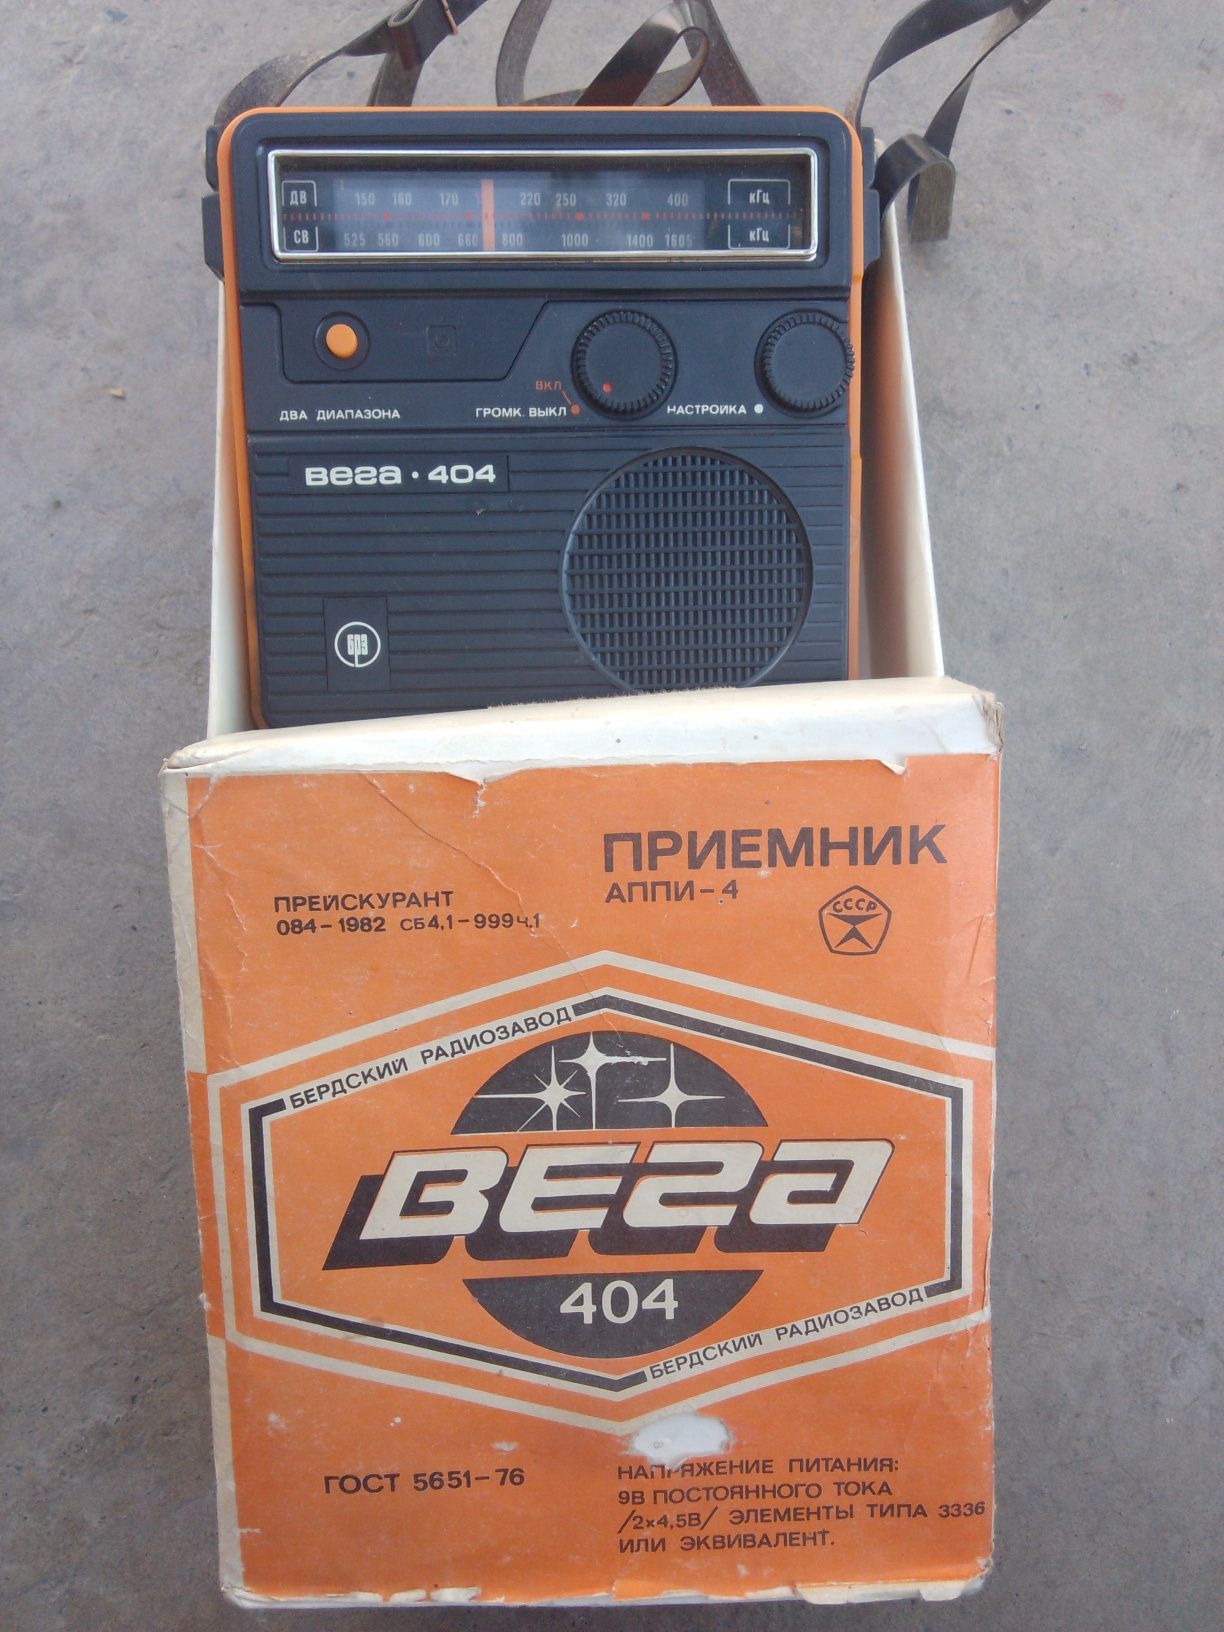 ДВ 150 160 170 220 250 320 400 кГц
СВ 525 560 600 660 800 1000 1400 1605 кГц
ВКЛ
ДВА ДИАПАЗОНА ГРОМК. ВЫКЛ НАСТРОЙКА
Вега · 404
БРЗ
ПРИЕМНИК
АППИ-4
СССР
ПРЕЙСКУРАНТ
084-1982 СБ4,1-999Ч.1
БЕРДСКИЙ РАДИОЗАВОД
ВЕГА
404
БЕРДСКИЙ РАДИОЗАВОД
ГОСТ 5651-76
НАПРЯЖЕНИЕ ПИТАНИЯ:
9В ПОСТОЯННОГО ТОКА
/2х4,5В/ ЭЛЕМЕНТЫ ТИПА 3336
ИЛИ ЭКВИВАЛЕНТ.